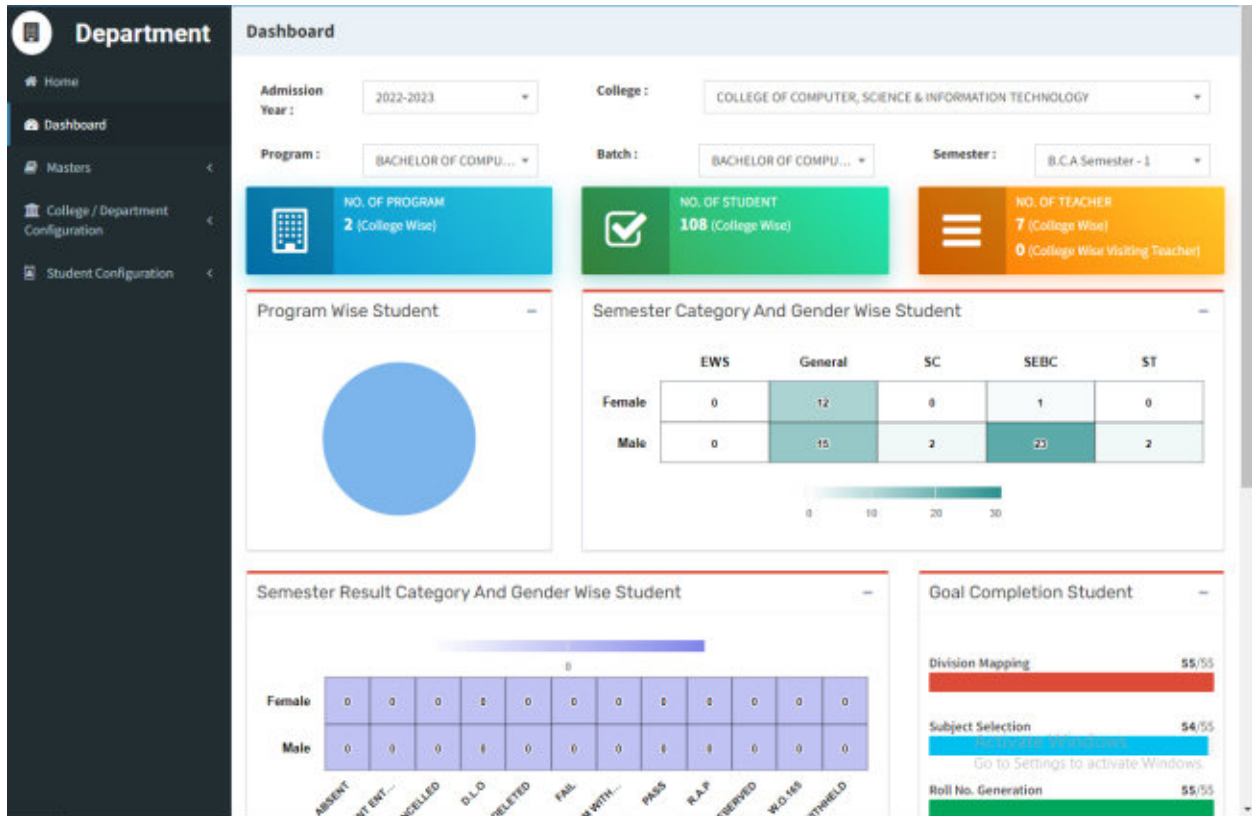 Department
Home
Dashboard
Masters
College / Department
Configuration
Student Configuration
Dashboard
Admission
Year :
2022-2023
College :
COLLEGE OF COMPUTER, SCIENCE & INFORMATION TECHNOLOGY
Program :
BACHELOR OF COMPU...
Batch :
BACHELOR OF COMPU...
Semester :
B.C.A Semester - 1
NO. OF PROGRAM
2 (College Wise)
NO. OF STUDENT
108 (College Wise)
NO. OF TEACHER
7 (College Wise)
0 (College Wise Visiting Teacher)
Program Wise Student
Semester Category And Gender Wise Student
EWS General SC SEBC ST
Female 0 12 0 1 0
Male 0 15 2 23 2
0 10 20 30
Semester Result Category And Gender Wise Student
0
Female 0 0 0 0 0 0 0 0 0 0 0 0
Male 0 0 0 0 0 0 0 0 0 0 0 0
ABSENT
D.L.O
FAIL
PASS
R.A.P
W.O.165
Goal Completion Student
Division Mapping 55/55
Subject Selection 54/55
Activate Windows
Go to Settings to activate Windows.
Roll No. Generation 55/55